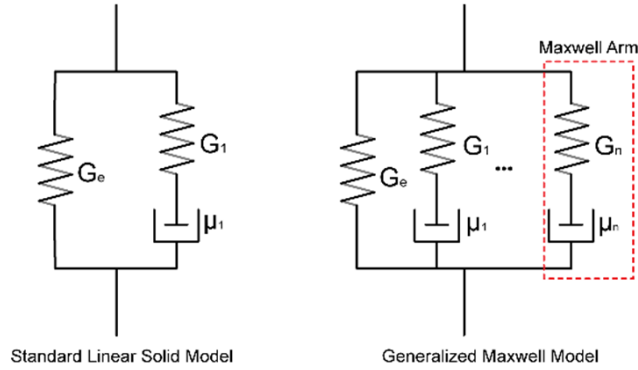 Maxwell Arm
Ge
G1
μ1
Ge
G1
μ1
...
Gn
μn
Standard Linear Solid Model
Generalized Maxwell Model